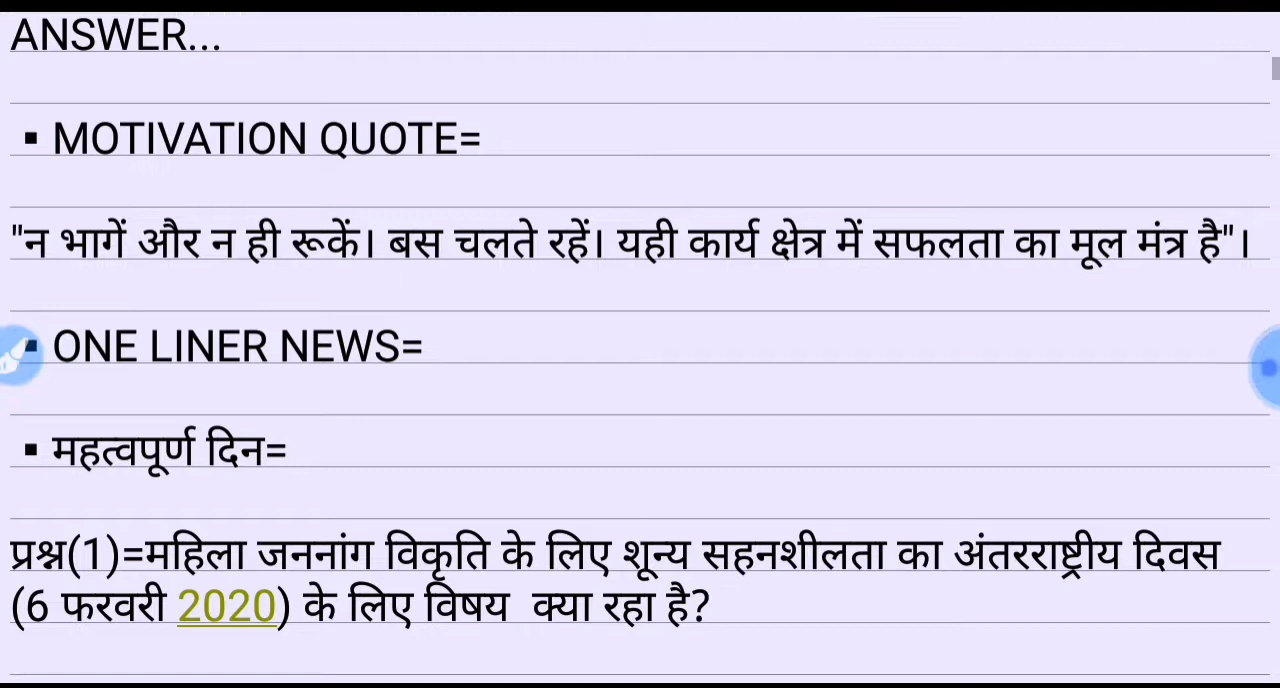 ANSWER...
▪ MOTIVATION QUOTE=
"न भागें और न ही रूकें। बस चलते रहें। यही कार्य क्षेत्र में सफलता का मूल मंत्र है"।
▪ ONE LINER NEWS=
▪ महत्वपूर्ण दिन=
प्रश्न(1)=महिला जननांग विकृति के लिए शून्य सहनशीलता का अंतरराष्ट्रीय दिवस
(6 फरवरी 2020) के लिए विषय  क्या रहा है?